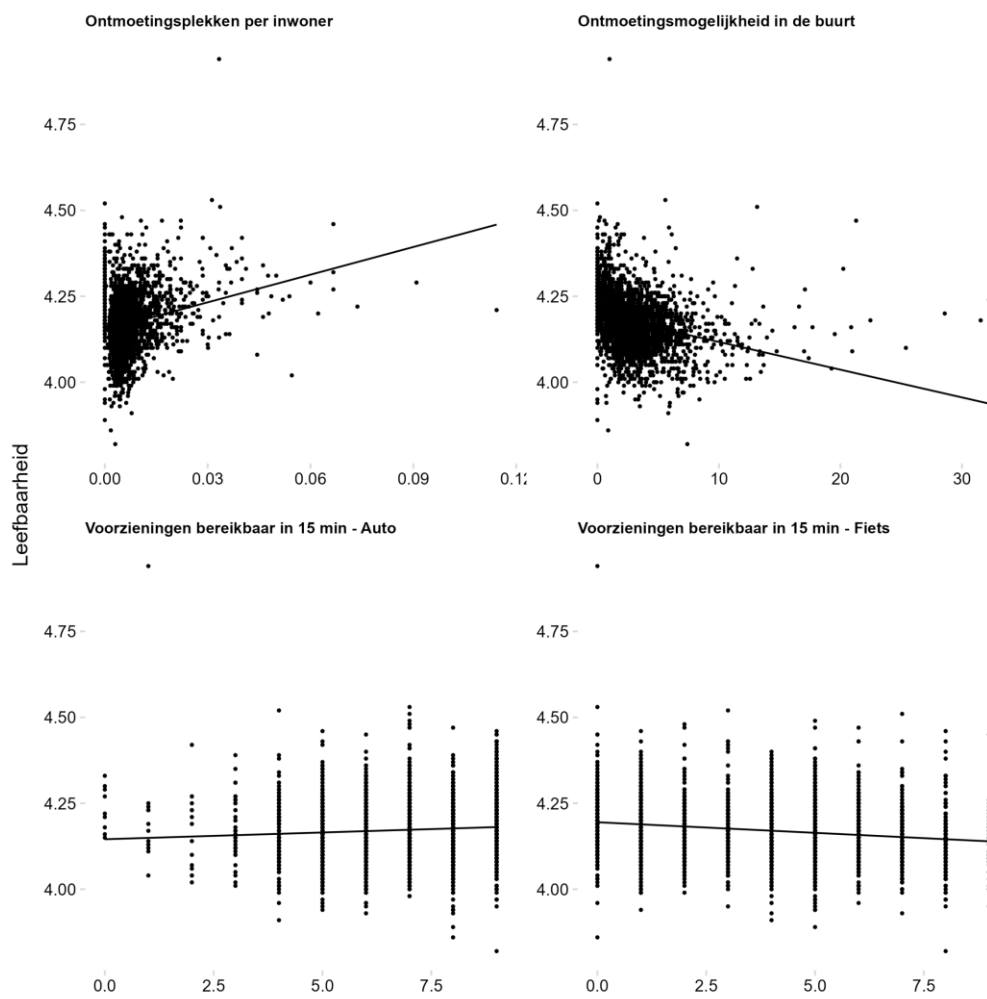 Ontmoetingsplekken per inwoner
Ontmoetingsmogelijkheid in de buurt
4.75
4.50
4.25
4.00
0.00 0.03 0.06 0.09 0.12
4.75
4.50
4.25
4.00
0 10 20 30
Leefbaarheid
Voorzieningen bereikbaar in 15 min - Auto
Voorzieningen bereikbaar in 15 min - Fiets
4.75
4.50
4.25
4.00
0.0 2.5 5.0 7.5
4.75
4.50
4.25
4.00
0.0 2.5 5.0 7.5